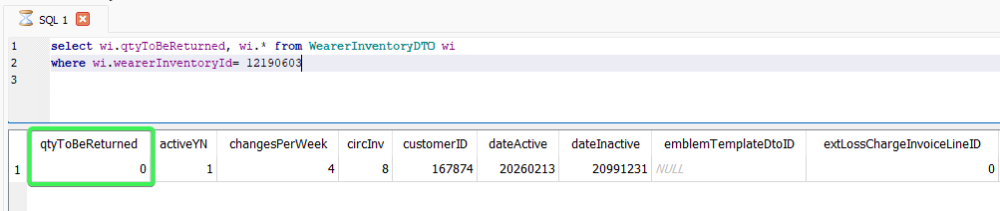 SQL 1
1 select wi.qtyToBeReturned, wi.* from WearerInventoryDTO wi
2 where wi.wearerInventoryId= 12190603
3
qtyToBeReturned activeYN changesPerWeek circInv customerID dateActive dateInactive emblemTemplateDtoID extLossChargeInvoiceLineID
1 0 1 4 8 167874 20260213 20991231 NULL 0